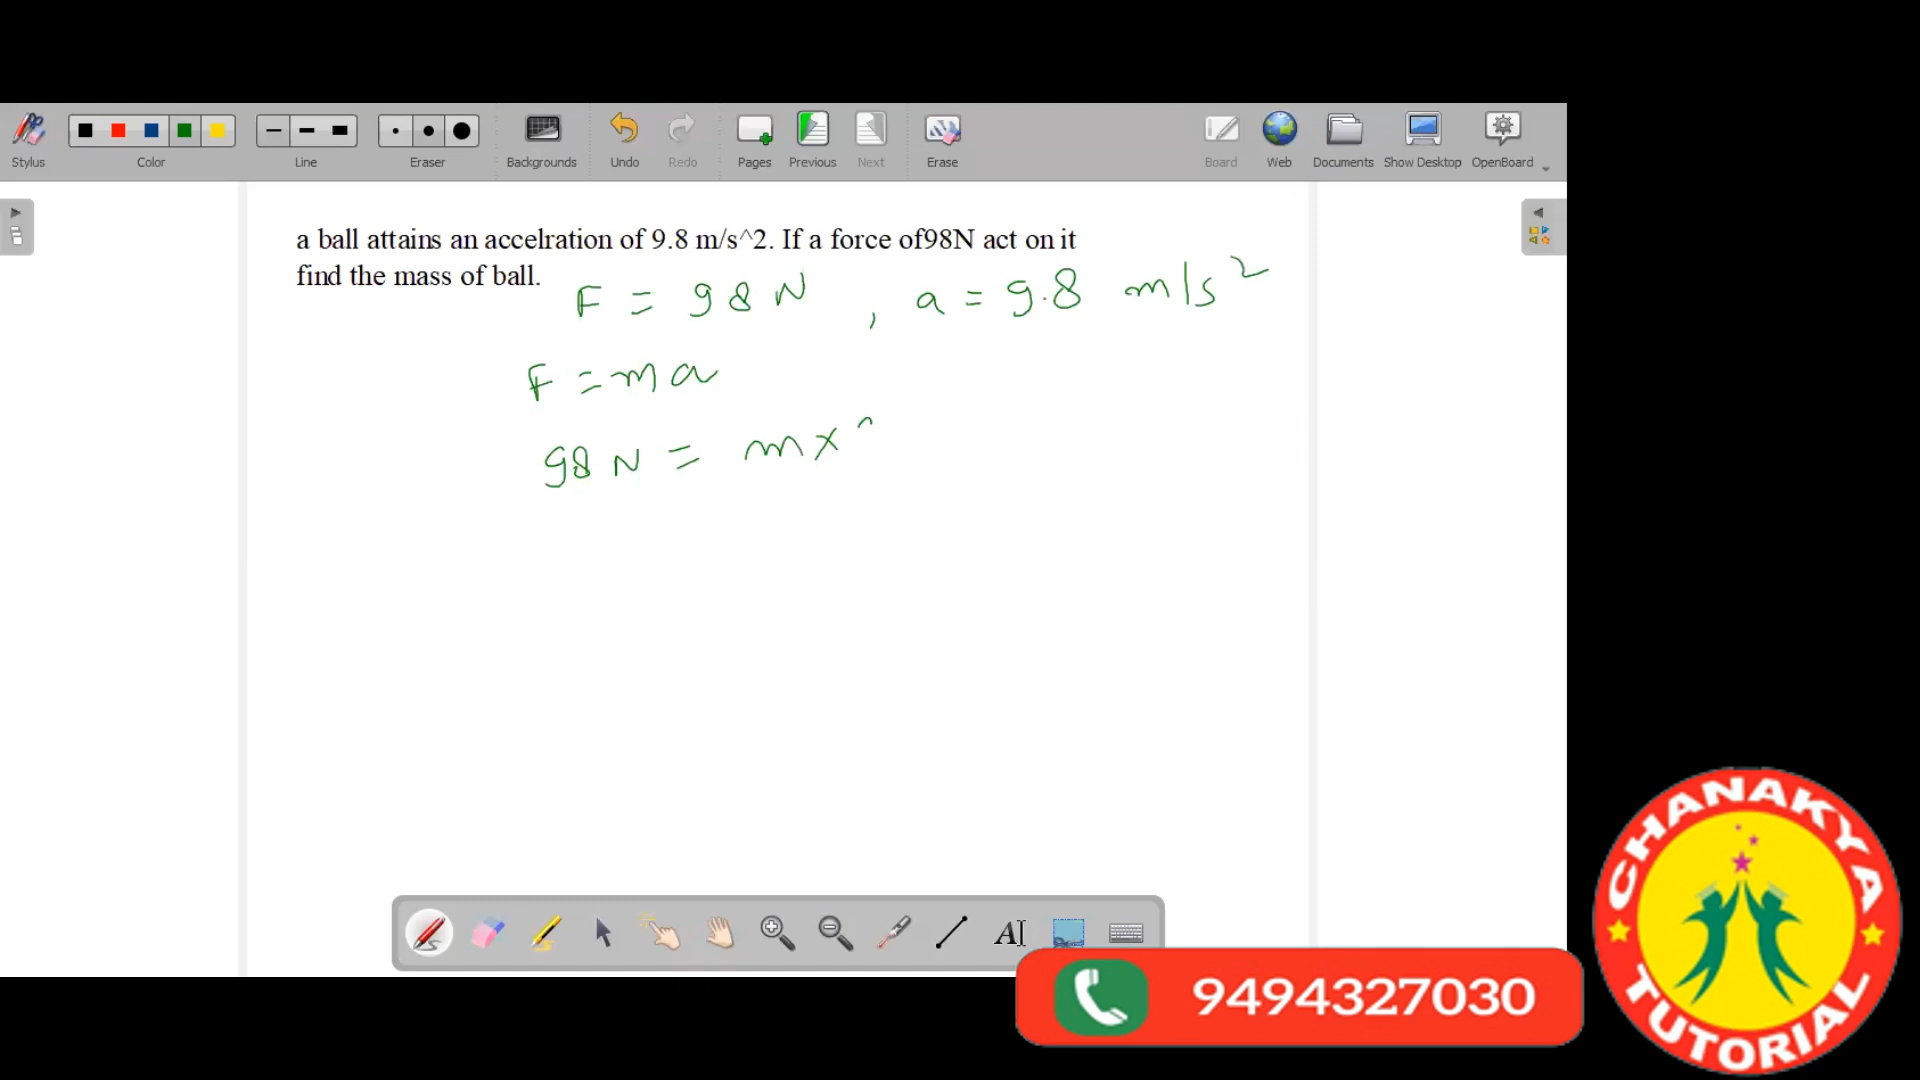 Stylus
Color
Line
Eraser
Backgrounds
Undo
Redo
Pages
Previous
Next
Erase
Board
Web
Documents
Show Desktop
OpenBoard
a ball attains an accelration of 9.8 m/s^2. If a force of98N act on it
find the mass of ball.
F = 98 N , a = 9.8 m/s²
F = ma
98 N = m x
AI
9494327030
CHANAKYA
TUTORIAL